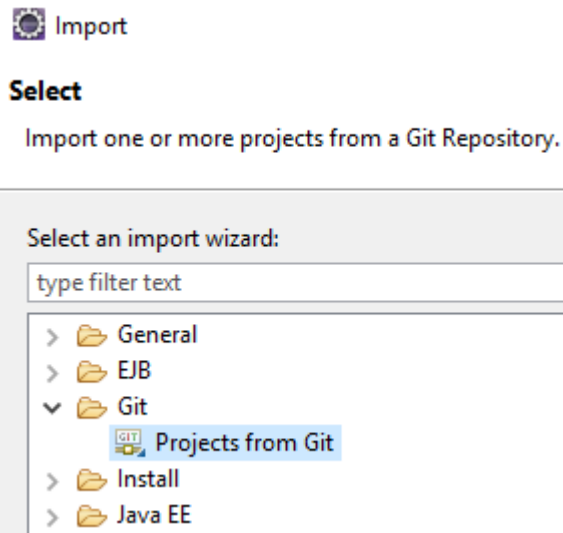 Import
Select
Import one or more projects from a Git Repository.
Select an import wizard:
type filter text
General
EJB
Git
GIT Projects from Git
Install
Java EE